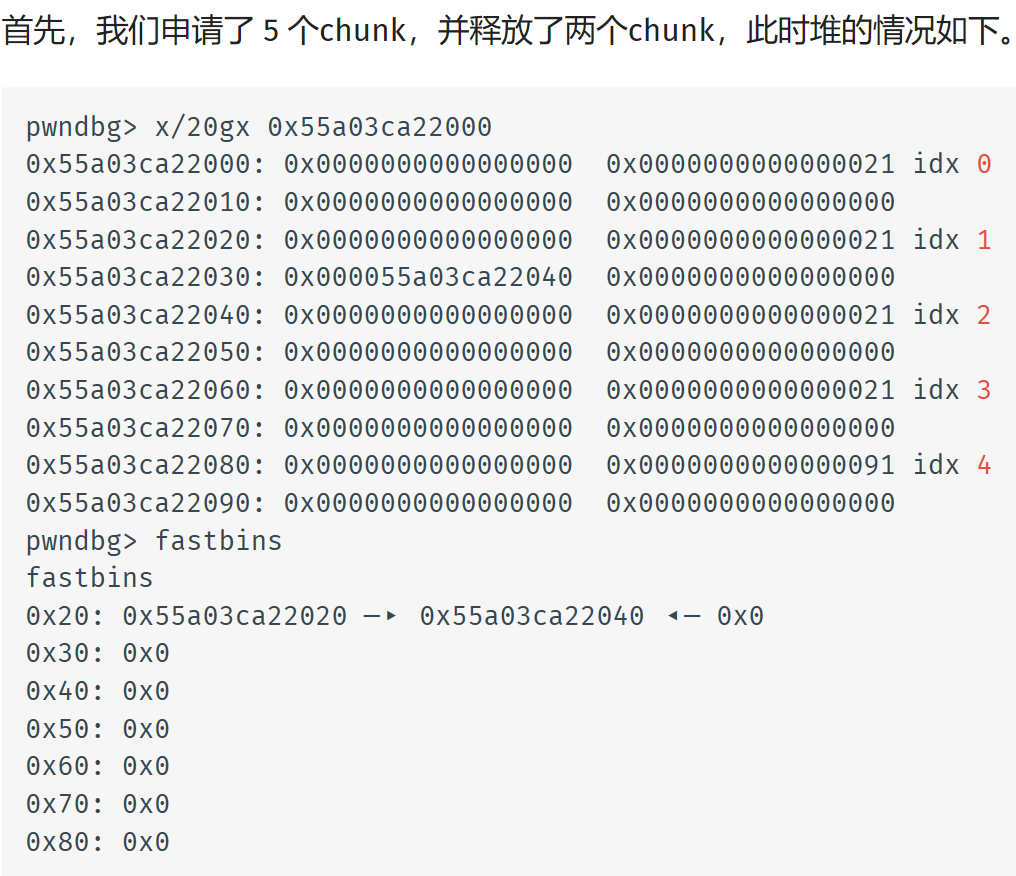 首先，我们申请了 5 个chunk，并释放了两个chunk，此时堆的情况如下。
pwndbg> x/20gx 0x55a03ca22000
0x55a03ca22000: 0x0000000000000000  0x0000000000000021 idx 0
0x55a03ca22010: 0x0000000000000000  0x0000000000000000
0x55a03ca22020: 0x0000000000000000  0x0000000000000021 idx 1
0x55a03ca22030: 0x000055a03ca22040  0x0000000000000000
0x55a03ca22040: 0x0000000000000000  0x0000000000000021 idx 2
0x55a03ca22050: 0x0000000000000000  0x0000000000000000
0x55a03ca22060: 0x0000000000000000  0x0000000000000021 idx 3
0x55a03ca22070: 0x0000000000000000  0x0000000000000000
0x55a03ca22080: 0x0000000000000000  0x0000000000000091 idx 4
0x55a03ca22090: 0x0000000000000000  0x0000000000000000
pwndbg> fastbins
fastbins
0x20: 0x55a03ca22020 —▸ 0x55a03ca22040 ◂— 0x0
0x30: 0x0
0x40: 0x0
0x50: 0x0
0x60: 0x0
0x70: 0x0
0x80: 0x0